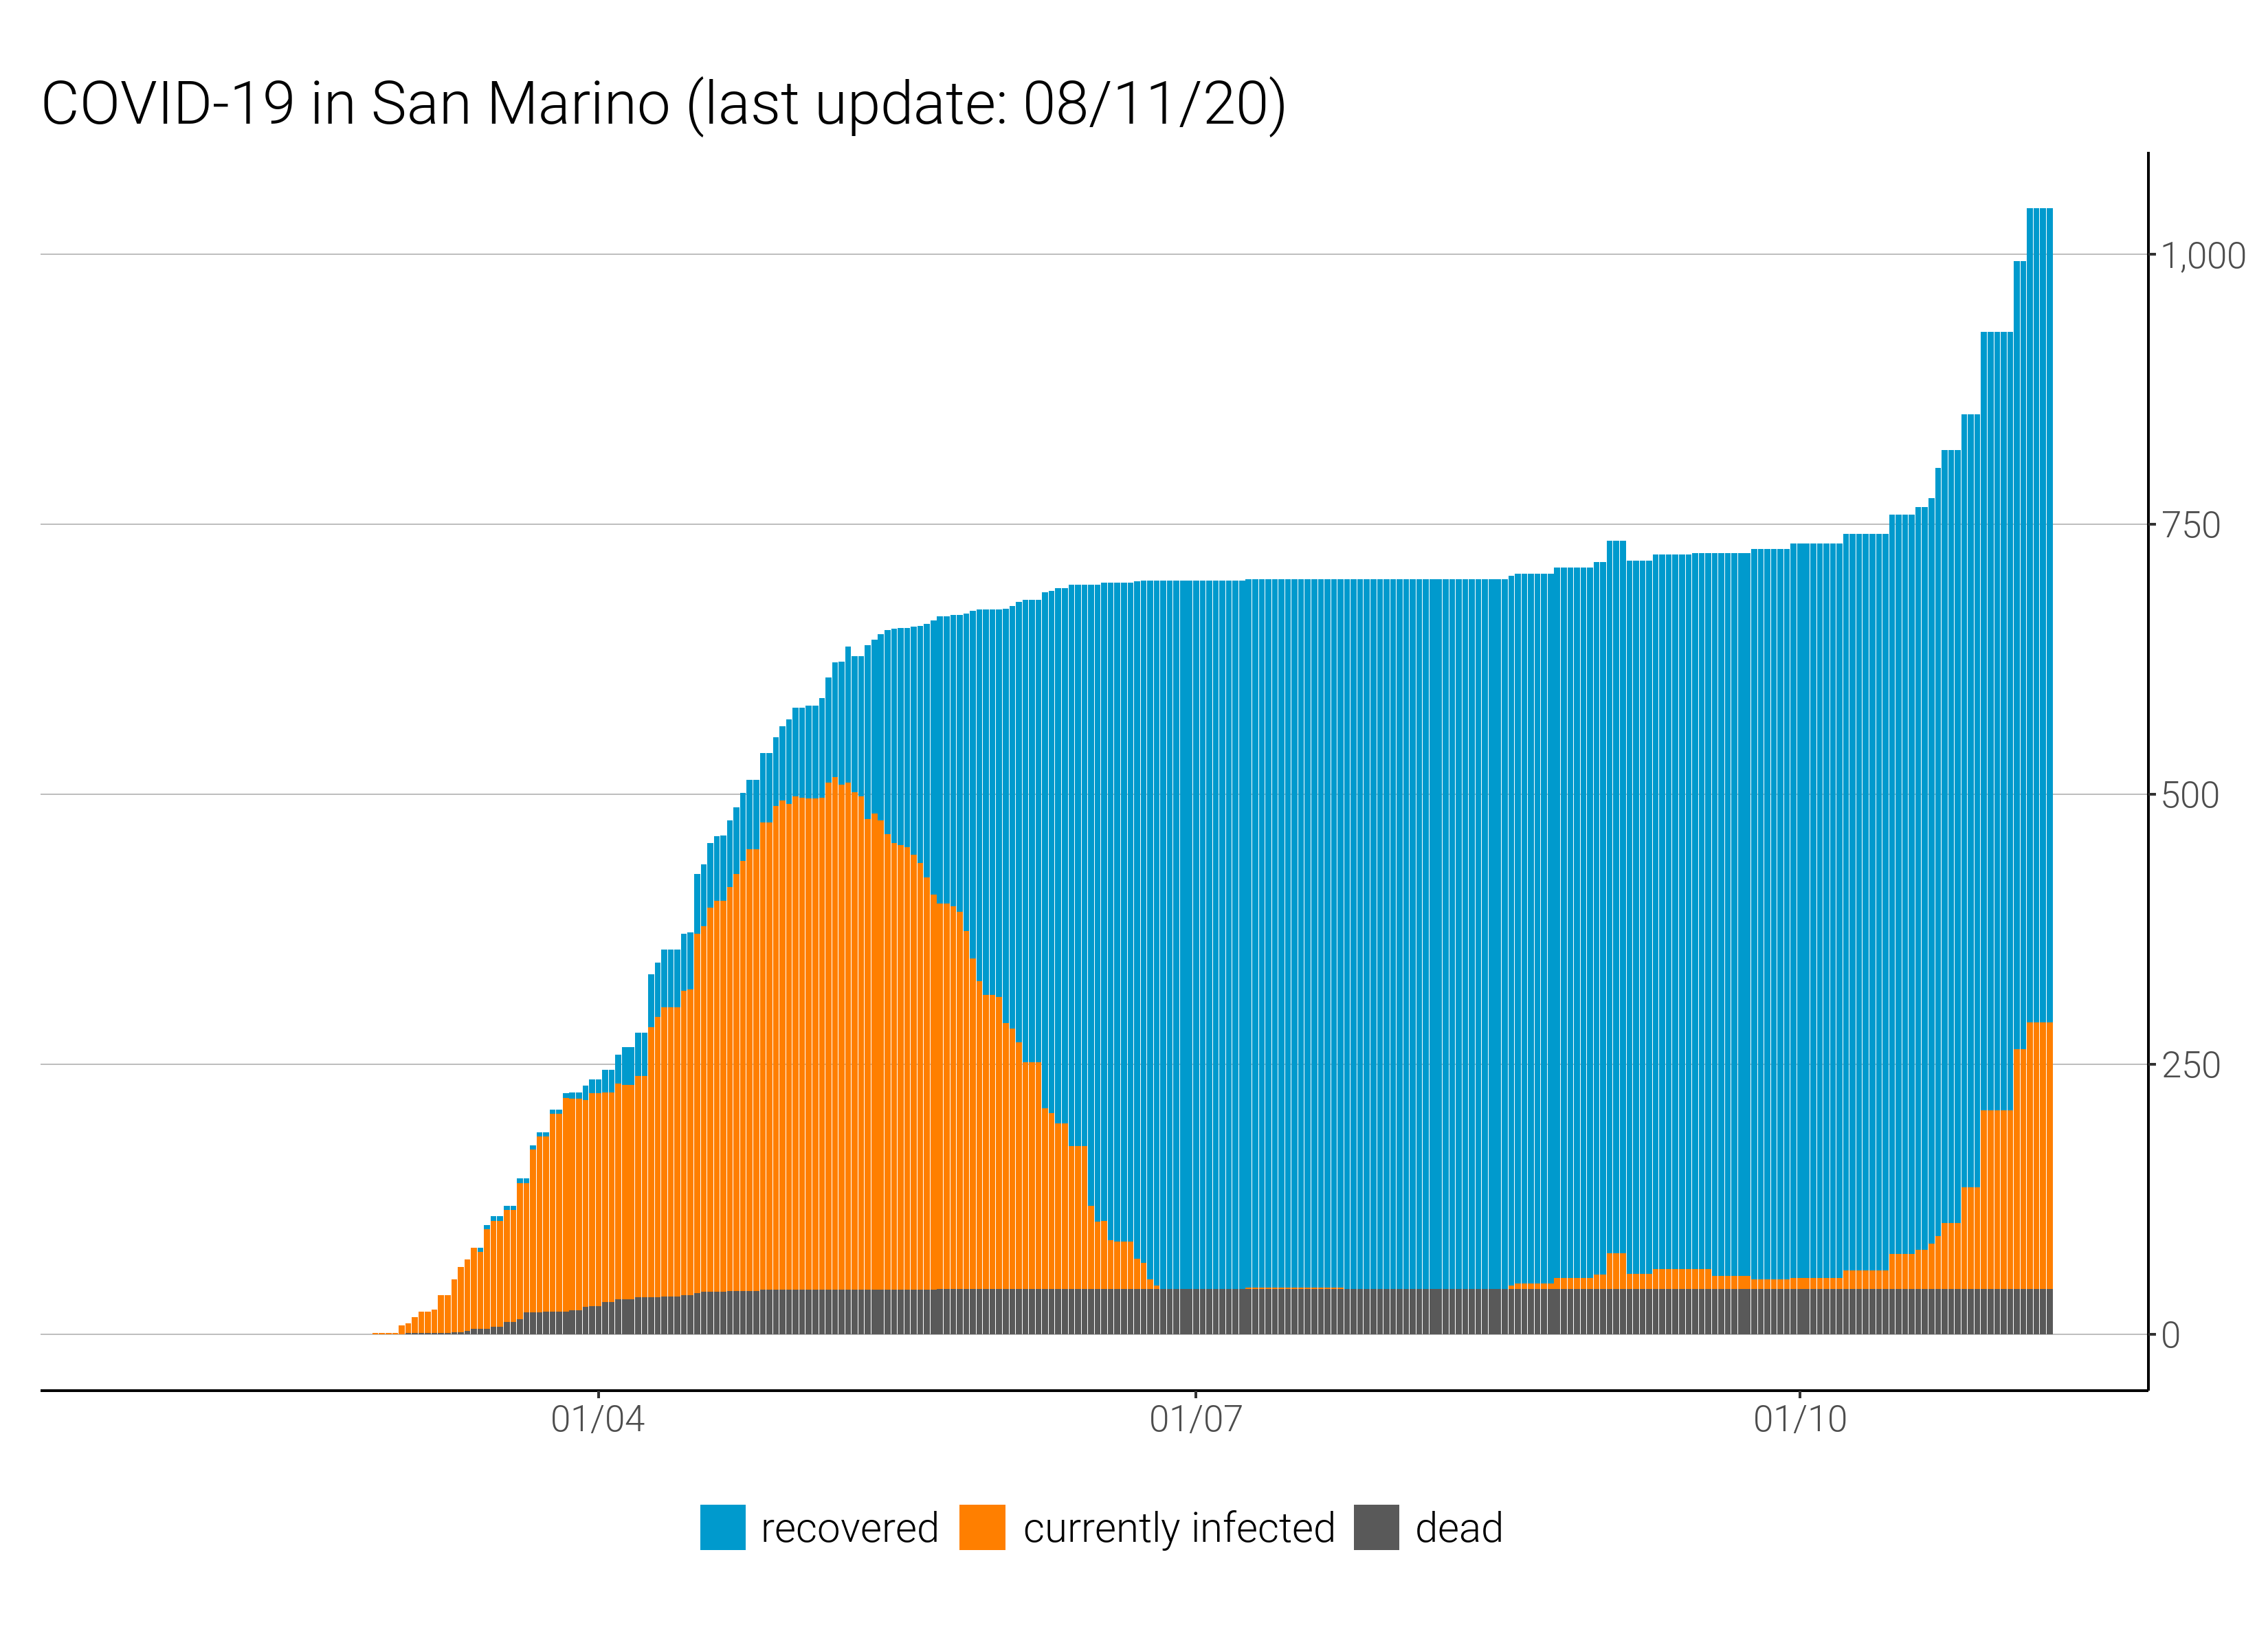 COVID-19 in San Marino (last update: 08/11/20)
1,000
750
500
250
0
01/04 01/07 01/10
recovered currently infected dead